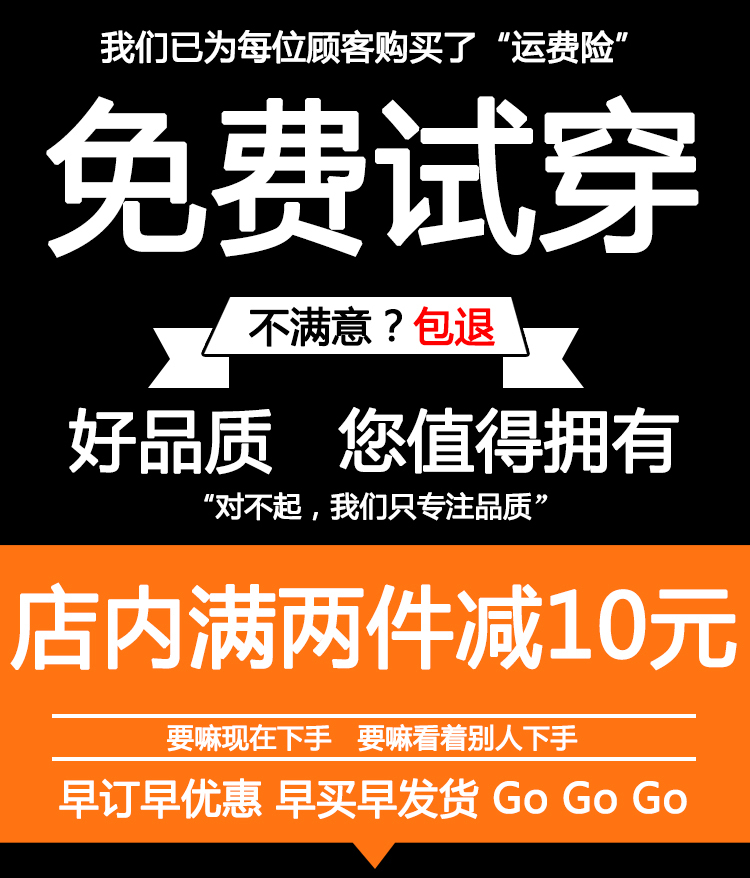 我们已为每位顾客购买了“运费险”
免费试穿
不满意？包退
好品质 您值得拥有
“对不起，我们只专注品质”
店内满两件减10元
要嘛现在下手 要嘛看着别人下手
早订早优惠 早买早发货 Go Go Go